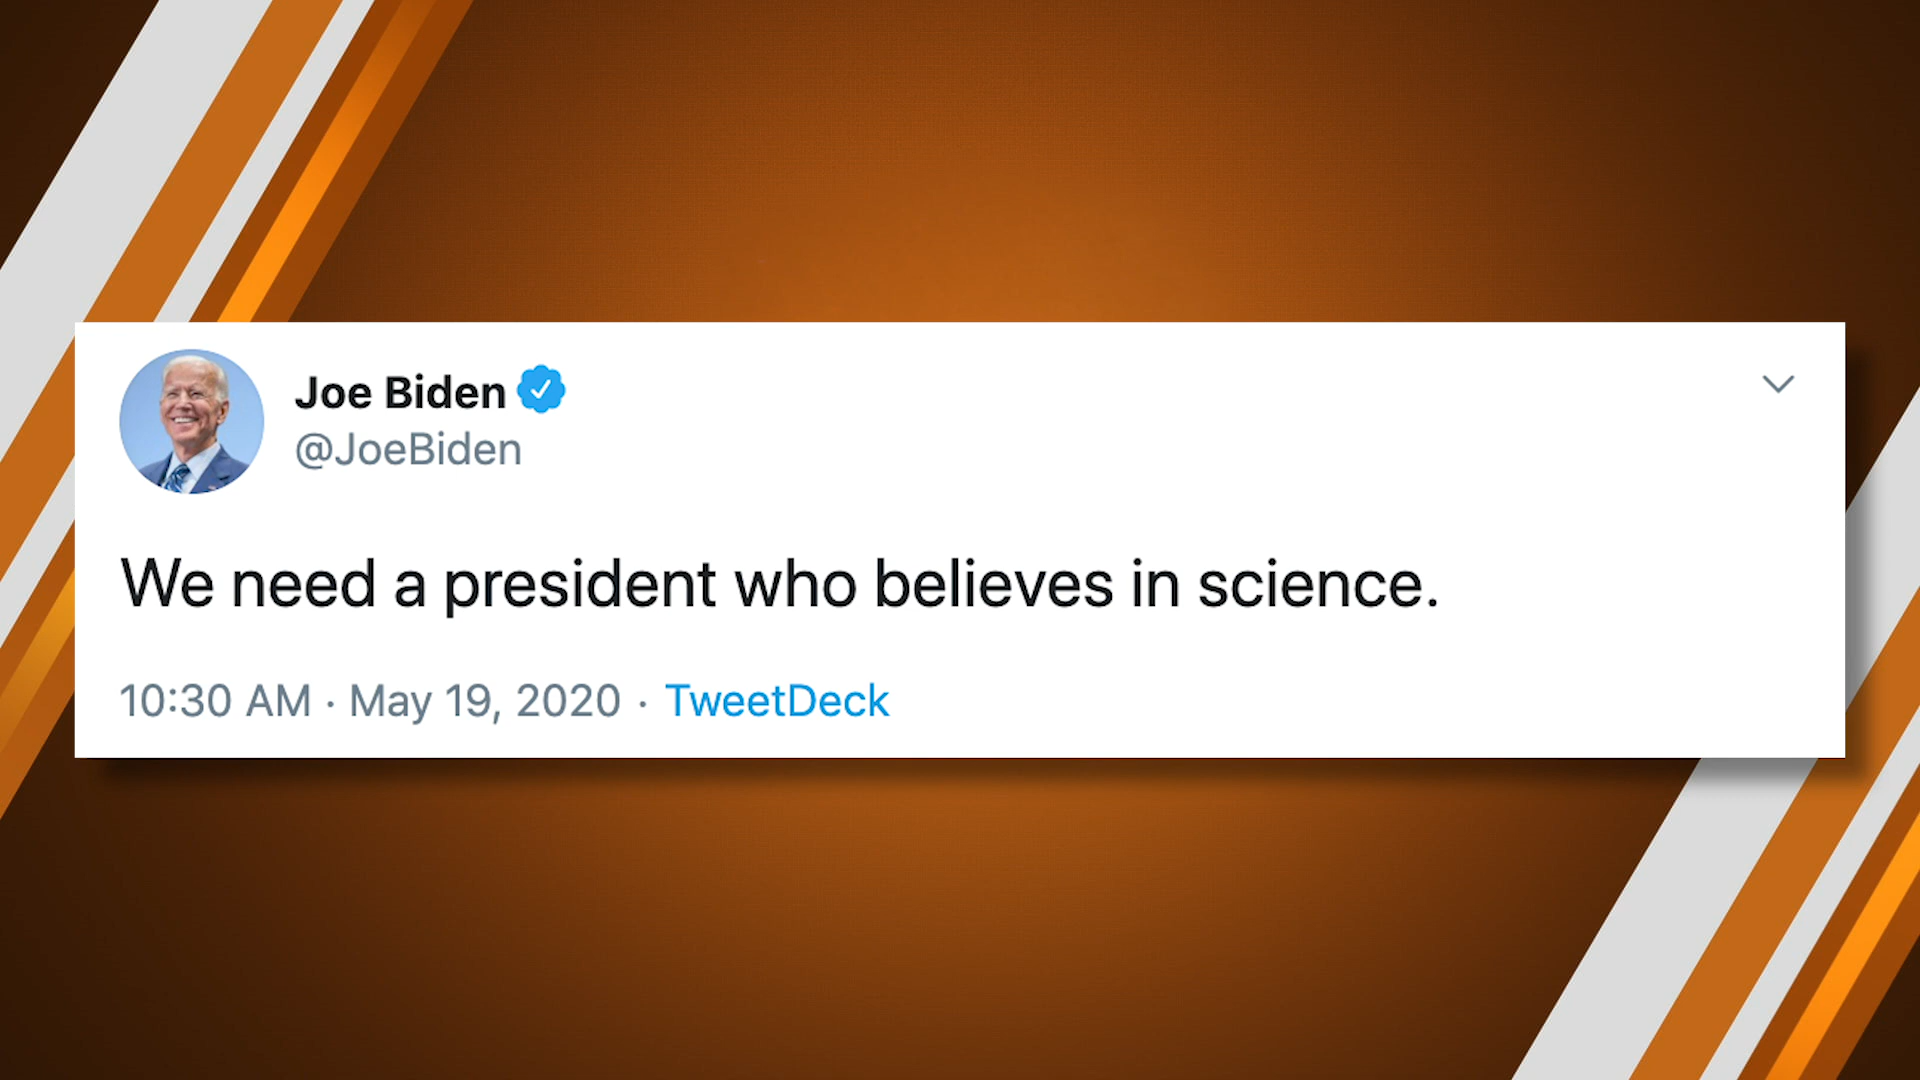 Joe Biden
@JoeBiden
We need a president who believes in science.
10:30 AM · May 19, 2020 · TweetDeck